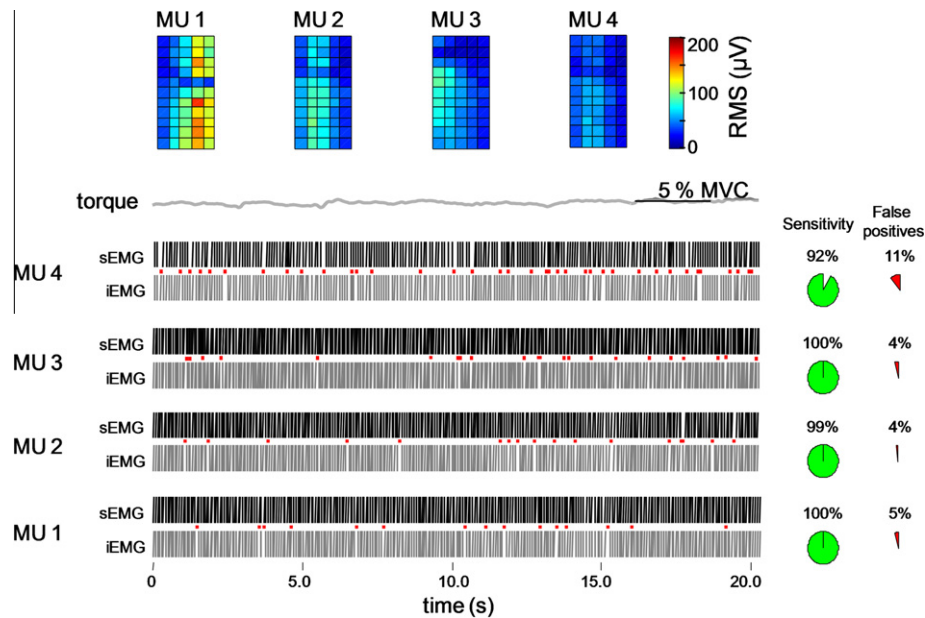 MU 1 MU 2 MU 3 MU 4
200
100
0
RMS (µV)
torque
5 % MVC
Sensitivity
False positives
MU 4
sEMG
iEMG
92% 11%
MU 3
sEMG
iEMG
100% 4%
MU 2
sEMG
iEMG
99% 4%
MU 1
sEMG
iEMG
100% 5%
0 5.0 10.0 15.0 20.0
time (s)